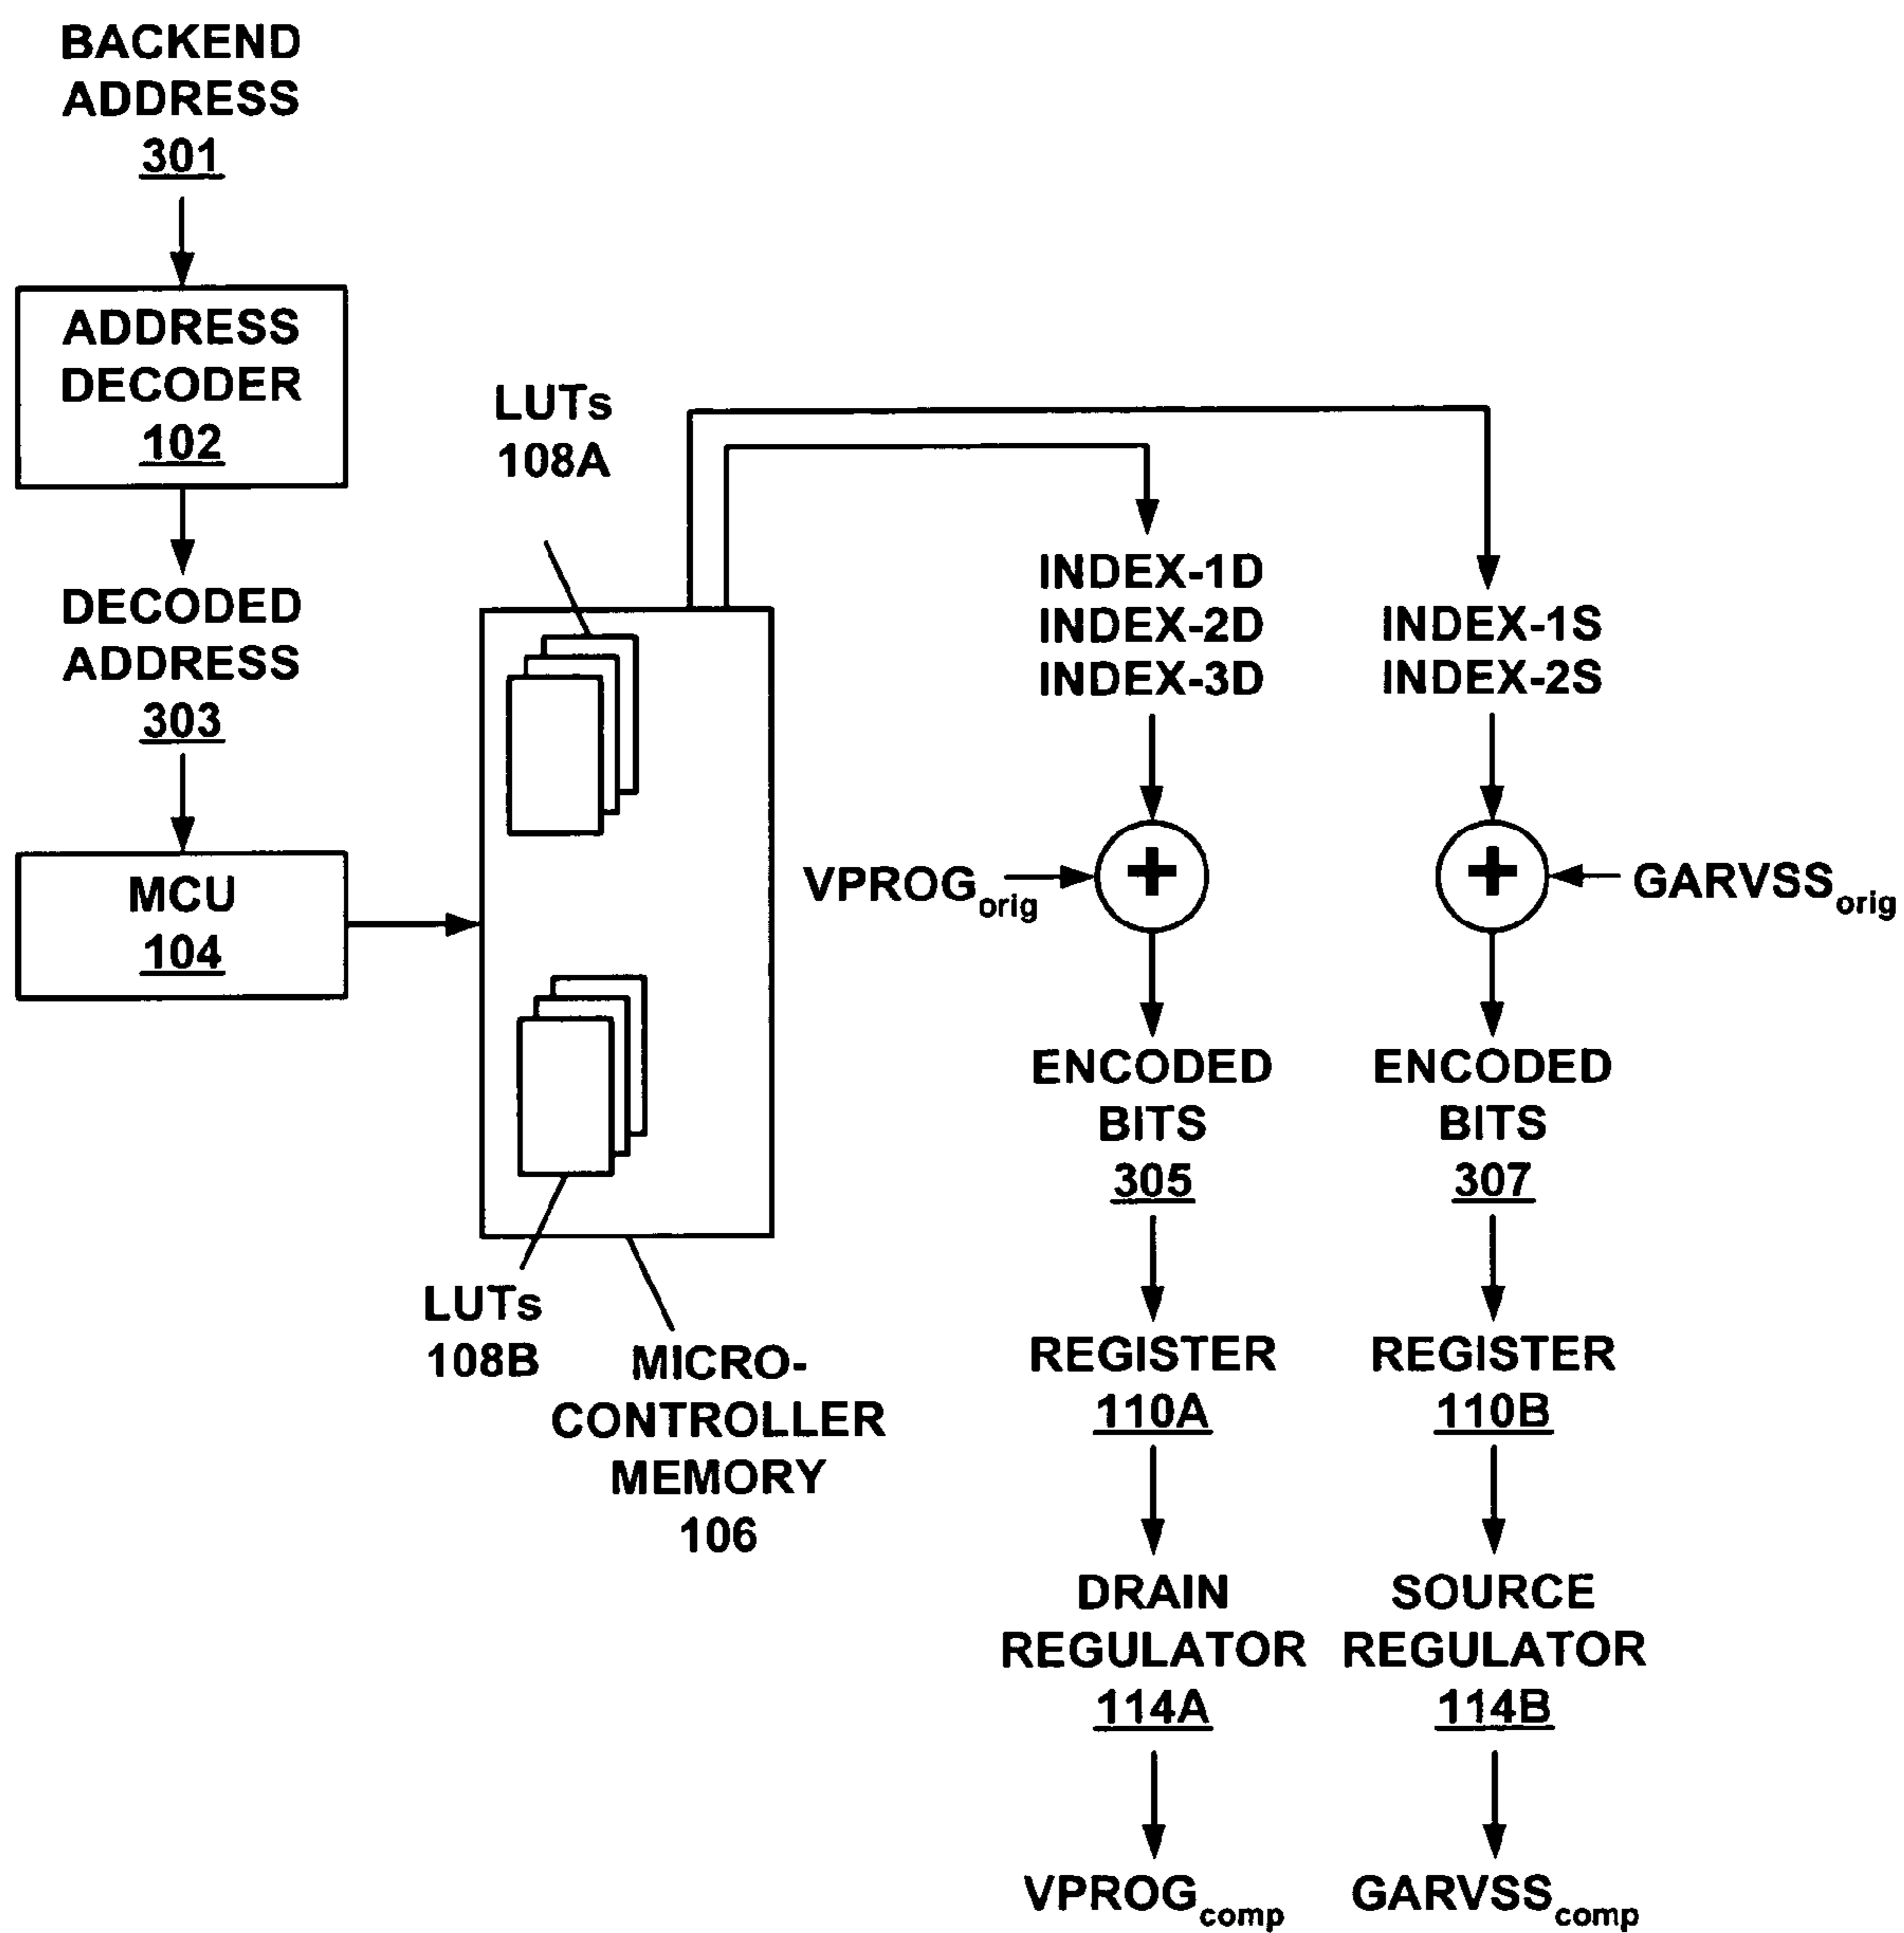 BACKEND
ADDRESS
301
ADDRESS
DECODER
102
DECODED
ADDRESS
303
MCU
104
LUTs
108A
LUTs
108B
MICRO-
CONTROLLER
MEMORY
106
INDEX-1D
INDEX-2D
INDEX-3D
VPROGorig
+
ENCODED
BITS
305
REGISTER
110A
DRAIN
REGULATOR
114A
VPROGcomp
INDEX-1S
INDEX-2S
+
GARVSSorig
ENCODED
BITS
307
REGISTER
110B
SOURCE
REGULATOR
114B
GARVSScomp